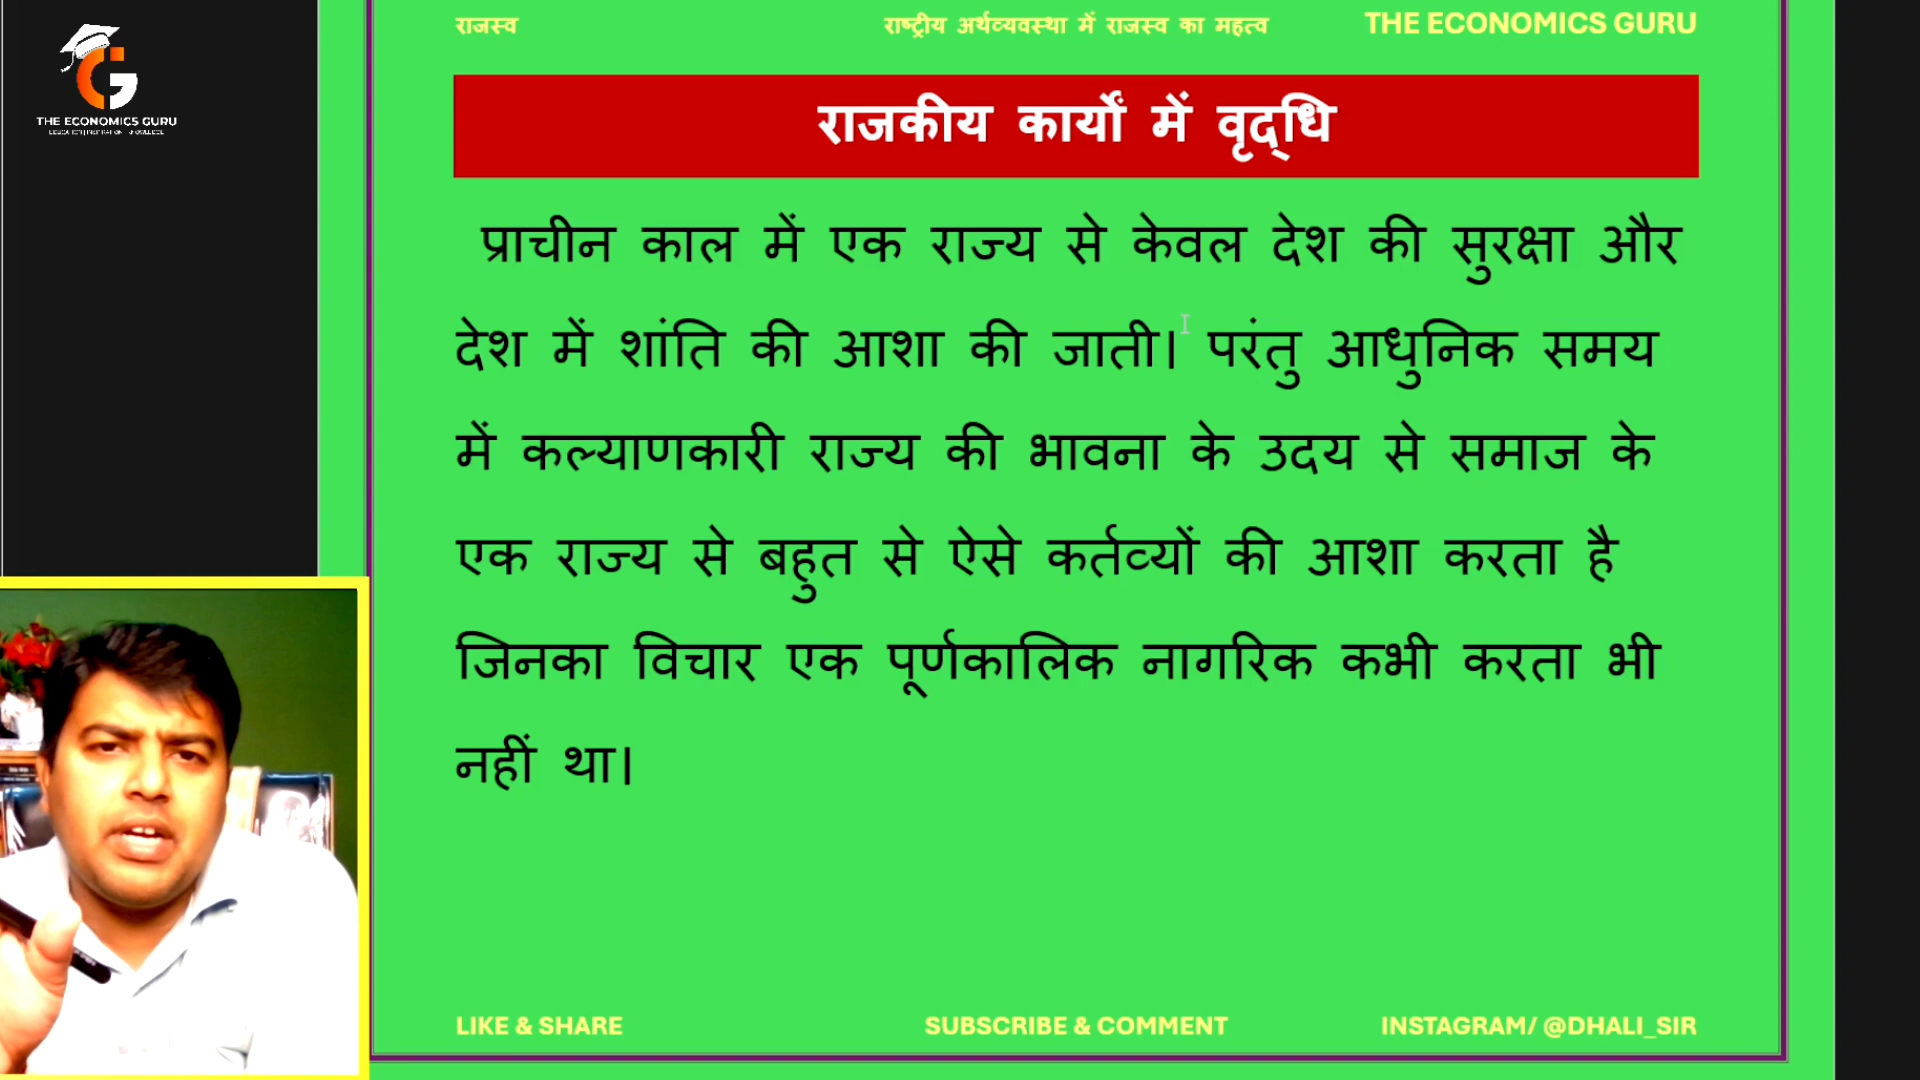 राजस्व
राष्ट्रीय अर्थव्यवस्था में राजस्व का महत्व
THE ECONOMICS GURU
THE ECONOMICS GURU
राजकीय कार्यों में वृद्धि
प्राचीन काल में एक राज्य से केवल देश की सुरक्षा और
देश में शांति की आशा की जाती। परंतु आधुनिक समय
में कल्याणकारी राज्य की भावना के उदय से समाज के
एक राज्य से बहुत से ऐसे कर्तव्यों की आशा करता है
जिनका विचार एक पूर्णकालिक नागरिक कभी करता भी
नहीं था।
LIKE & SHARE
SUBSCRIBE & COMMENT
INSTAGRAM/ @DHALI_SIR